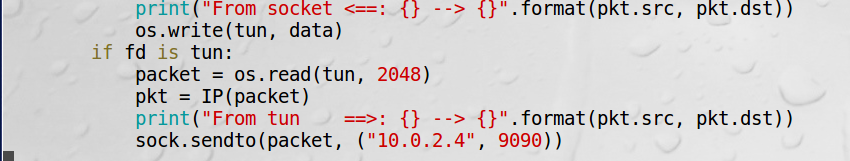 print("From socket <==: {} --> {}".format(pkt.src, pkt.dst))
os.write(tun, data)
if fd is tun:
packet = os.read(tun, 2048)
pkt = IP(packet)
print("From tun    ==>: {} --> {}".format(pkt.src, pkt.dst))
sock.sendto(packet, ("10.0.2.4", 9090))